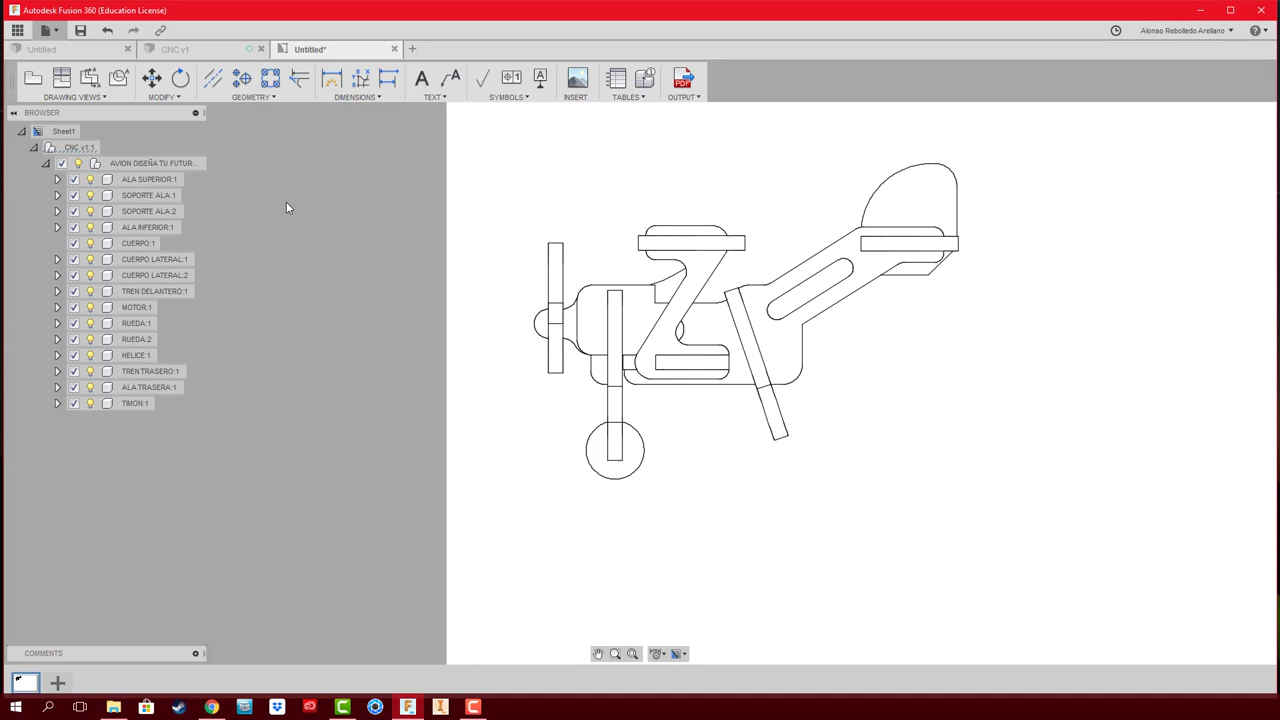 Autodesk Fusion 360 (Education License)
Alonso Rebolledo Arellano
Untitled
CNC v1
Untitled*
DRAWING VIEWS
MODIFY
GEOMETRY
DIMENSIONS
TEXT
SYMBOLS
INSERT
TABLES
PDF
OUTPUT
BROWSER
Sheet1
CNC v1:1
AVION DISEÑA TU FUTUR...
ALA SUPERIOR:1
SOPORTE ALA:1
SOPORTE ALA:2
ALA INFERIOR:1
CUERPO:1
CUERPO LATERAL:1
CUERPO LATERAL:2
TREN DELANTERO:1
MOTOR:1
RUEDA:1
RUEDA:2
HELICE:1
TREN TRASERO:1
ALA TRASERA:1
TIMON:1
COMMENTS